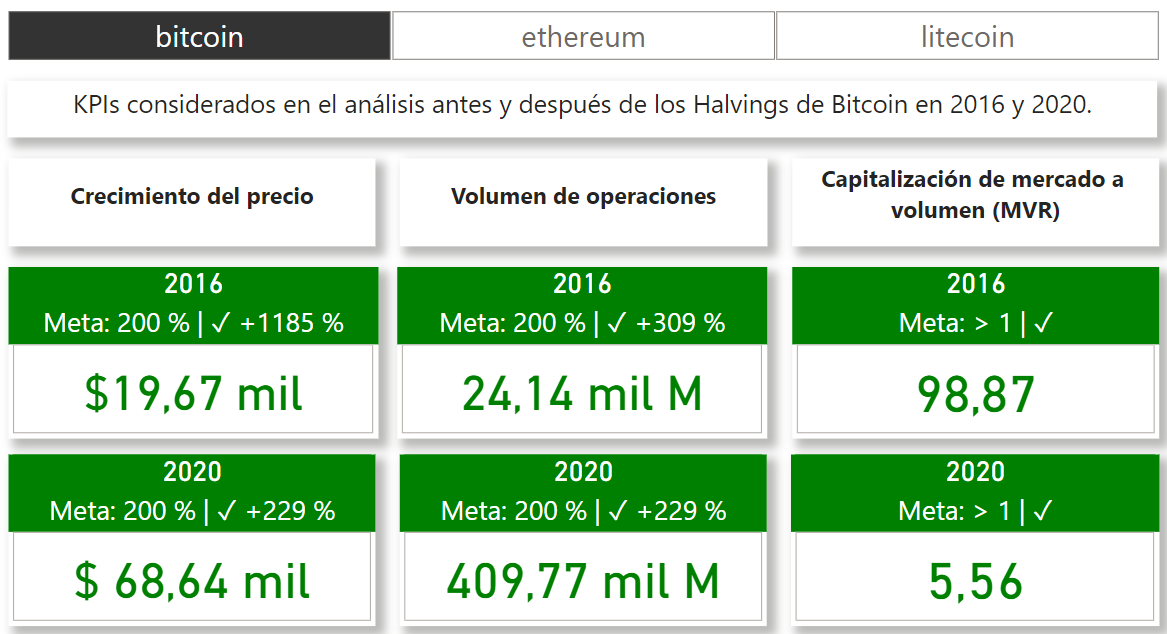 bitcoin
ethereum
litecoin
KPIs considerados en el análisis antes y después de los Halvings de Bitcoin en 2016 y 2020.
Crecimiento del precio
Volumen de operaciones
Capitalización de mercado a
volumen (MVR)
2016
Meta: 200 % | ✓ +1185 %
$19,67 mil
2016
Meta: 200 % | ✓ +309 %
24,14 mil M
2016
Meta: > 1 | ✓
98,87
2020
Meta: 200 % | ✓ +229 %
$ 68,64 mil
2020
Meta: 200 % | ✓ +229 %
409,77 mil M
2020
Meta: > 1 | ✓
5,56